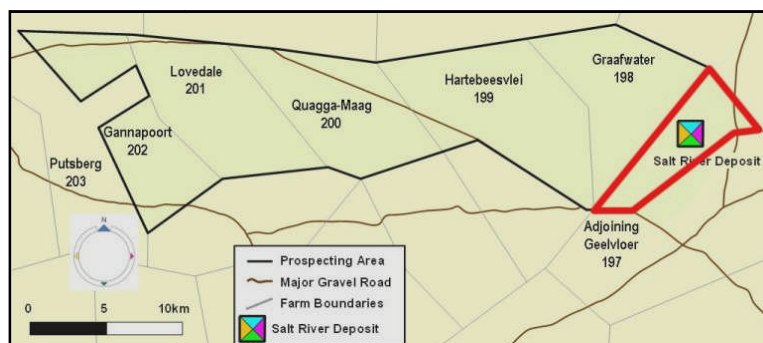 Graafwater
198
Lovedale
201
Hartebeesvlei
199
Quagga-Maag
200
Gannapoort
202
Putsberg
203
Salt River Deposit
Adjoining
Geelvloer
197
N
Prospecting Area
Major Gravel Road
Farm Boundaries
Salt River Deposit
0 5 10km